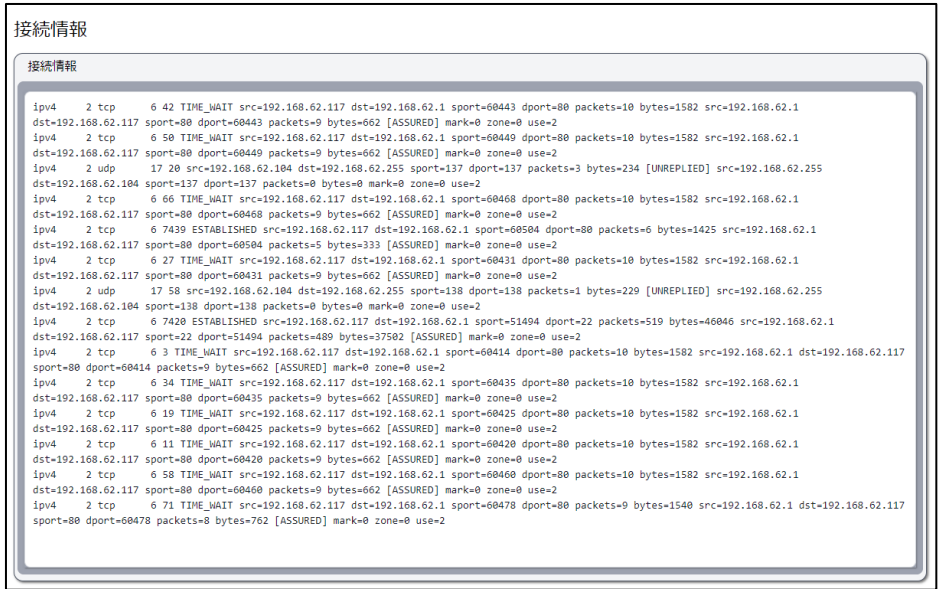 接続情報
接続情報
ipv4 2 tcp 6 42 TIME_WAIT src=192.168.62.117 dst=192.168.62.1 sport=60443 dport=80 packets=10 bytes=1582 src=192.168.62.1
dst=192.168.62.117 sport=80 dport=60443 packets=9 bytes=662 [ASSURED] mark=0 zone=0 use=2
ipv4 2 tcp 6 50 TIME_WAIT src=192.168.62.117 dst=192.168.62.1 sport=60449 dport=80 packets=10 bytes=1582 src=192.168.62.1
dst=192.168.62.117 sport=80 dport=60449 packets=9 bytes=662 [ASSURED] mark=0 zone=0 use=2
ipv4 2 udp 17 20 src=192.168.62.104 dst=192.168.62.255 sport=137 dport=137 packets=3 bytes=234 [UNREPLIED] src=192.168.62.255
dst=192.168.62.104 sport=137 dport=137 packets=0 bytes=0 mark=0 zone=0 use=2
ipv4 2 tcp 6 66 TIME_WAIT src=192.168.62.117 dst=192.168.62.1 sport=60468 dport=80 packets=10 bytes=1582 src=192.168.62.1
dst=192.168.62.117 sport=80 dport=60468 packets=9 bytes=662 [ASSURED] mark=0 zone=0 use=2
ipv4 2 tcp 6 7439 ESTABLISHED src=192.168.62.117 dst=192.168.62.1 sport=60504 dport=80 packets=6 bytes=1425 src=192.168.62.1
dst=192.168.62.117 sport=80 dport=60504 packets=5 bytes=333 [ASSURED] mark=0 zone=0 use=2
ipv4 2 tcp 6 27 TIME_WAIT src=192.168.62.117 dst=192.168.62.1 sport=60431 dport=80 packets=10 bytes=1582 src=192.168.62.1
dst=192.168.62.117 sport=80 dport=60431 packets=9 bytes=662 [ASSURED] mark=0 zone=0 use=2
ipv4 2 udp 17 58 src=192.168.62.104 dst=192.168.62.255 sport=138 dport=138 packets=1 bytes=229 [UNREPLIED] src=192.168.62.255
dst=192.168.62.104 sport=138 dport=138 packets=0 bytes=0 mark=0 zone=0 use=2
ipv4 2 tcp 6 7420 ESTABLISHED src=192.168.62.117 dst=192.168.62.1 sport=51494 dport=22 packets=519 bytes=46046 src=192.168.62.1
dst=192.168.62.117 sport=22 dport=51494 packets=489 bytes=37502 [ASSURED] mark=0 zone=0 use=2
ipv4 2 tcp 6 3 TIME_WAIT src=192.168.62.117 dst=192.168.62.1 sport=60414 dport=80 packets=10 bytes=1582 src=192.168.62.1 dst=192.168.62.117
sport=80 dport=60414 packets=9 bytes=662 [ASSURED] mark=0 zone=0 use=2
ipv4 2 tcp 6 34 TIME_WAIT src=192.168.62.117 dst=192.168.62.1 sport=60435 dport=80 packets=10 bytes=1582 src=192.168.62.1
dst=192.168.62.117 sport=80 dport=60435 packets=9 bytes=662 [ASSURED] mark=0 zone=0 use=2
ipv4 2 tcp 6 19 TIME_WAIT src=192.168.62.117 dst=192.168.62.1 sport=60425 dport=80 packets=10 bytes=1582 src=192.168.62.1
dst=192.168.62.117 sport=80 dport=60425 packets=9 bytes=662 [ASSURED] mark=0 zone=0 use=2
ipv4 2 tcp 6 11 TIME_WAIT src=192.168.62.117 dst=192.168.62.1 sport=60420 dport=80 packets=10 bytes=1582 src=192.168.62.1
dst=192.168.62.117 sport=80 dport=60420 packets=9 bytes=662 [ASSURED] mark=0 zone=0 use=2
ipv4 2 tcp 6 58 TIME_WAIT src=192.168.62.117 dst=192.168.62.1 sport=60460 dport=80 packets=10 bytes=1582 src=192.168.62.1
dst=192.168.62.117 sport=80 dport=60460 packets=9 bytes=662 [ASSURED] mark=0 zone=0 use=2
ipv4 2 tcp 6 71 TIME_WAIT src=192.168.62.117 dst=192.168.62.1 sport=60478 dport=80 packets=9 bytes=1540 src=192.168.62.1 dst=192.168.62.117
sport=80 dport=60478 packets=8 bytes=762 [ASSURED] mark=0 zone=0 use=2